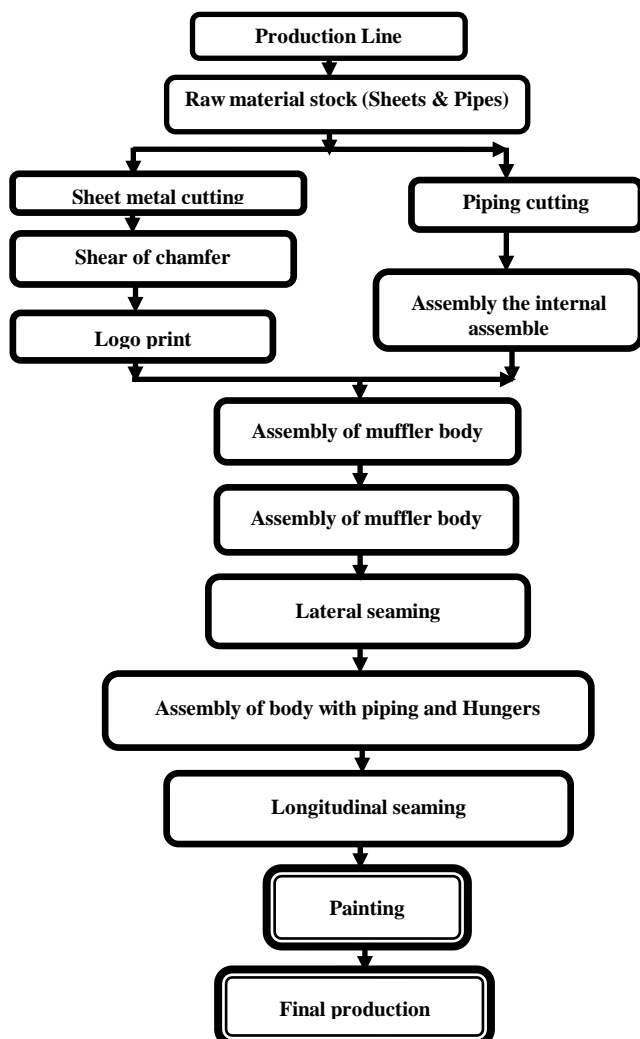 Production Line
Raw material stock (Sheets & Pipes)
Sheet metal cutting
Piping cutting
Shear of chamfer
Assembly the internal
assemble
Logo print
Assembly of muffler body
Assembly of muffler body
Lateral seaming
Assembly of body with piping and Hungers
Longitudinal seaming
Painting
Final production